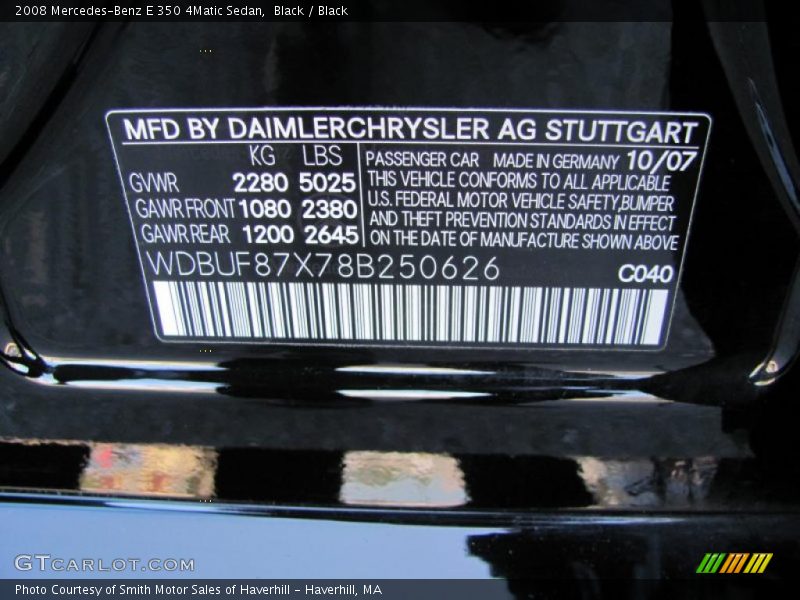 2008 Mercedes-Benz E 350 4Matic Sedan, Black / Black
MFD BY DAIMLERCHRYSLER AG STUTTGART
KG LBS
GVWR 2280 5025
GAWR FRONT 1080 2380
GAWR REAR 1200 2645
PASSENGER CAR MADE IN GERMANY 10/07
THIS VEHICLE CONFORMS TO ALL APPLICABLE
U.S. FEDERAL MOTOR VEHICLE SAFETY,BUMPER
AND THEFT PREVENTION STANDARDS IN EFFECT
ON THE DATE OF MANUFACTURE SHOWN ABOVE
WDBUF87X78B250626 C040
GTCARLOT.COM
Photo Courtesy of Smith Motor Sales of Haverhill - Haverhill, MA